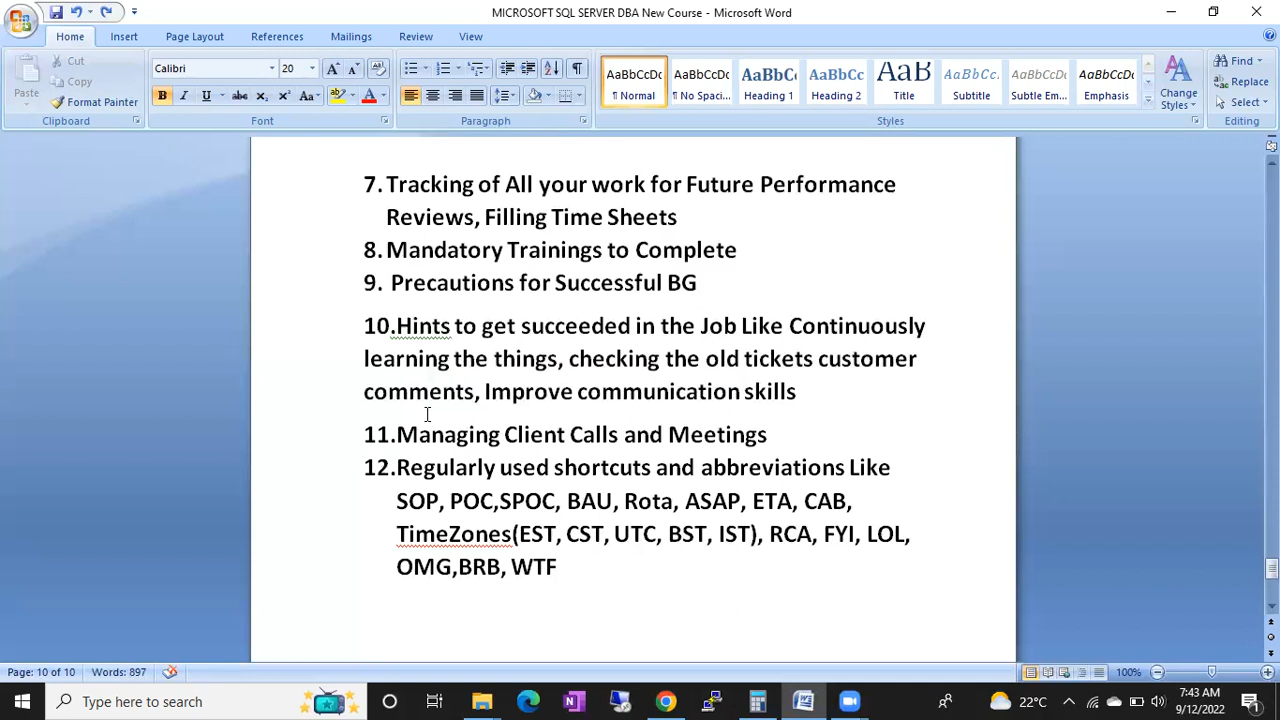 MICROSOFT SQL SERVER DBA New Course - Microsoft Word
Home Insert Page Layout References Mailings Review View
Paste
Cut
Copy
Format Painter
Clipboard
Calibri 20
B I U abc x₂ x² Aa
Font
Paragraph
AaBbCcDc AaBbCcDc AaBbCc AaBbCc AaB AaBbCc. AaBbCcDc AaBbCcDc
¶ Normal ¶ No Spaci... Heading 1 Heading 2 Title Subtitle Subtle Em... Emphasis
Change Styles
Styles
Find
Replace
Select
Editing
7. Tracking of All your work for Future Performance
Reviews, Filling Time Sheets
8. Mandatory Trainings to Complete
9. Precautions for Successful BG
10.Hints to get succeeded in the Job Like Continuously
learning the things, checking the old tickets customer
comments, Improve communication skills
11.Managing Client Calls and Meetings
12.Regularly used shortcuts and abbreviations Like
SOP, POC,SPOC, BAU, Rota, ASAP, ETA, CAB,
TimeZones(EST, CST, UTC, BST, IST), RCA, FYI, LOL,
OMG,BRB, WTF
Page: 10 of 10 Words: 897 100%
Type here to search
22°C
7:43 AM
9/12/2022